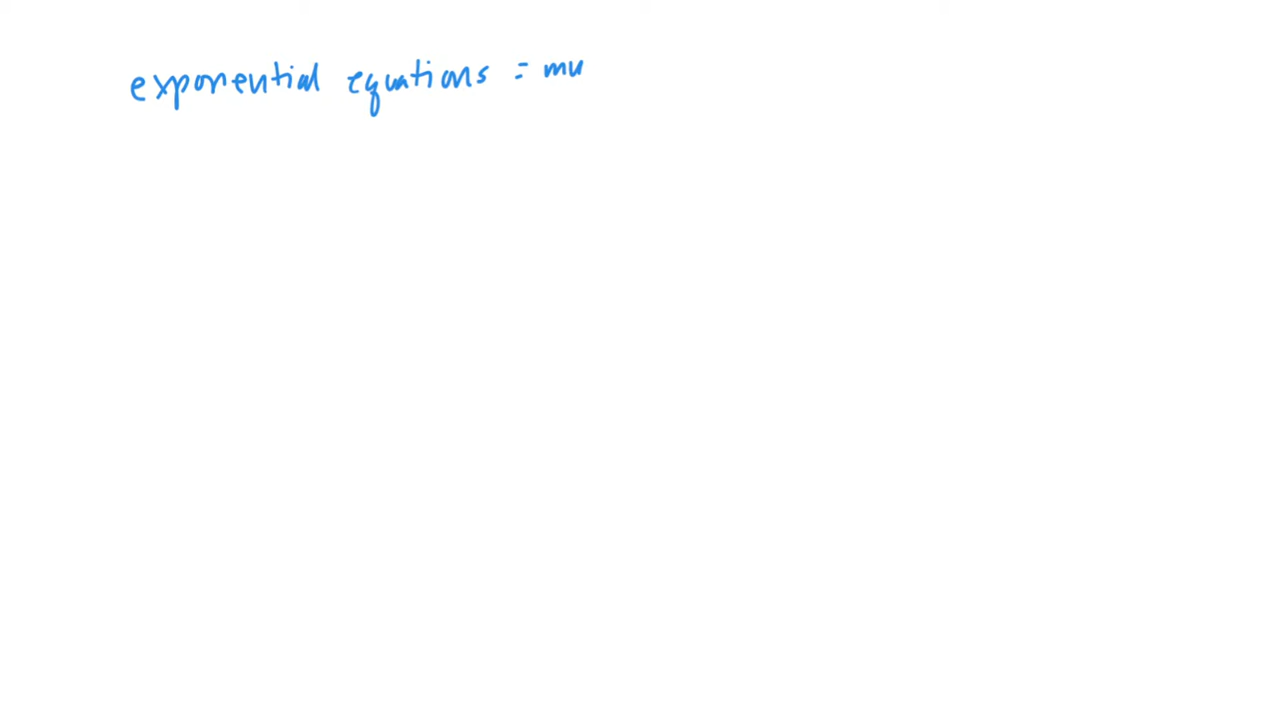 exponential equations = mu